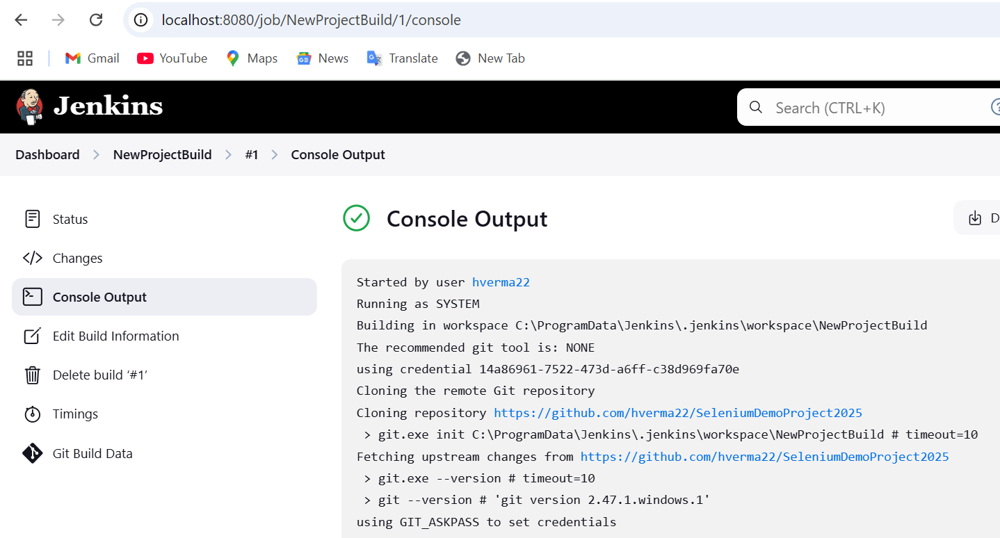 localhost:8080/job/NewProjectBuild/1/console
Gmail YouTube Maps News Translate New Tab
Jenkins
Search (CTRL+K)
Dashboard > NewProjectBuild > #1 > Console Output
Status
Changes
Console Output
Edit Build Information
Delete build ‘#1’
Timings
Git Build Data
Console Output
D
Started by user hverma22
Running as SYSTEM
Building in workspace C:\ProgramData\Jenkins\.jenkins\workspace\NewProjectBuild
The recommended git tool is: NONE
using credential 14a86961-7522-473d-a6ff-c38d969fa70e
Cloning the remote Git repository
Cloning repository https://github.com/hverma22/SeleniumDemoProject2025
> git.exe init C:\ProgramData\Jenkins\.jenkins\workspace\NewProjectBuild # timeout=10
Fetching upstream changes from https://github.com/hverma22/SeleniumDemoProject2025
> git.exe --version # timeout=10
> git --version # 'git version 2.47.1.windows.1'
using GIT_ASKPASS to set credentials